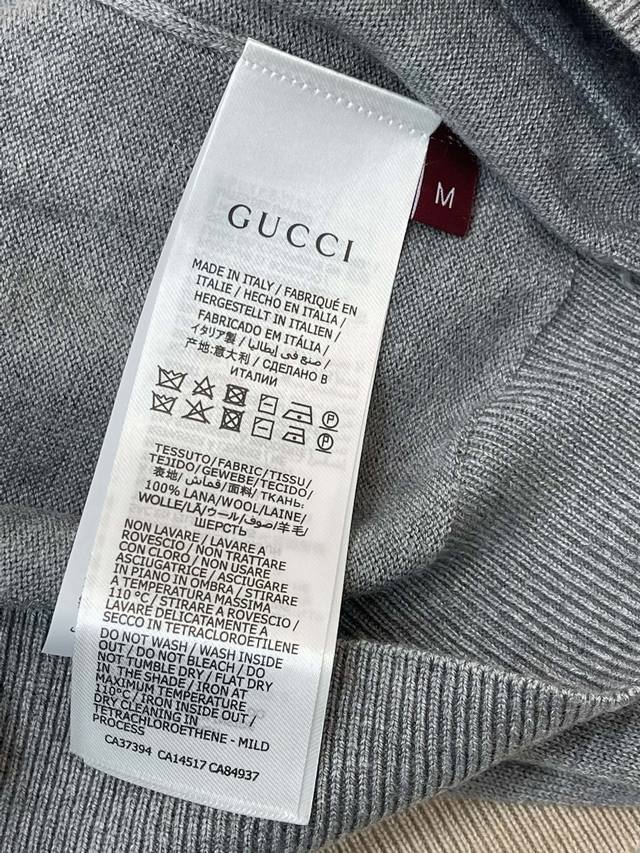 M
GUCCI
MADE IN ITALY / FABRIQUÉ EN
ITALIE / HECHO EN ITALIA /
HERGESTELLT IN ITALIEN /
FABRICADO EM ITÁLIA /
イタリア製 / صنع في إيطاليا /
产地:意大利 / СДЕЛАНО В
ИТАЛИИ
P
P
TESSUTO/FABRIC/TISSU/
TEJIDO/GEWEBE/TECIDO/
表地/قماش/面料/ТКАНЬ:
100% LANA/WOOL/LAINE/
WOLLE/LÃ/ウール/صوف/羊毛/
ШЕРСТЬ
NON LAVARE / LAVARE A
ROVESCIO / NON TRATTARE
CON CLORO / NON USARE
ASCIUGATRICE / ASCIUGARE
IN PIANO IN OMBRA / STIRARE
A TEMPERATURA MASSIMA
110 °C / STIRARE A ROVESCIO /
LAVARE DELICATAMENTE A
SECCO IN TETRACLOROETILENE
DO NOT WASH / WASH INSIDE
OUT / DO NOT BLEACH / DO
NOT TUMBLE DRY / FLAT DRY
IN THE SHADE / IRON AT
MAXIMUM TEMPERATURE
110°C / IRON INSIDE OUT /
DRY CLEANING IN
TETRACHLOROETHENE - MILD
PROCESS
CA37394 CA14517 CA84937